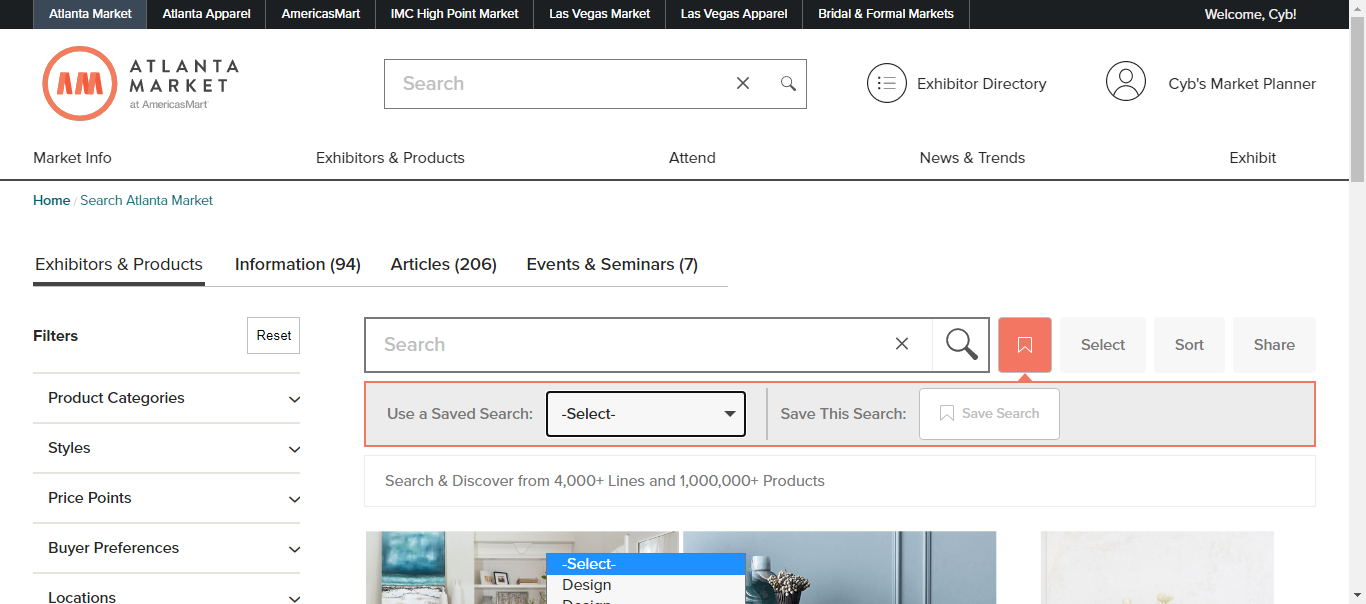 Atlanta Market Atlanta Apparel AmericasMart IMC High Point Market Las Vegas Market Las Vegas Apparel Bridal & Formal Markets Welcome, Cyb!
AM ATLANTA
MARKET
at AmericasMart
Search
Exhibitor Directory
Cyb's Market Planner
Market Info Exhibitors & Products Attend News & Trends Exhibit
Home / Search Atlanta Market
Exhibitors & Products Information (94) Articles (206) Events & Seminars (7)
Filters
Reset
Product Categories
Styles
Price Points
Buyer Preferences
Locations
Search
Select Sort Share
Use a Saved Search: -Select- Save This Search: Save Search
Search & Discover from 4,000+ Lines and 1,000,000+ Products
-Select-
Design
Design